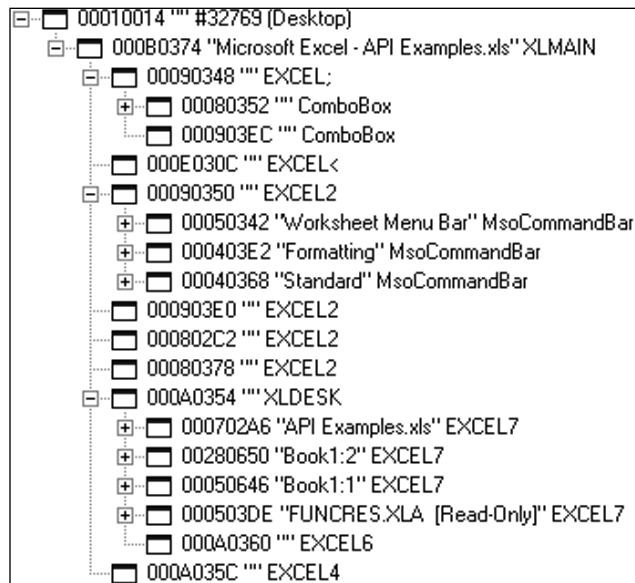 00010014 "" #32769 (Desktop)
000B0374 "Microsoft Excel - API Examples.xls" XLMAIN
00090348 "" EXCEL;
00080352 "" ComboBox
000903EC "" ComboBox
000E030C "" EXCEL<
00090350 "" EXCEL2
00050342 "Worksheet Menu Bar" MsoCommandBar
000403E2 "Formatting" MsoCommandBar
00040368 "Standard" MsoCommandBar
000903E0 "" EXCEL2
000802C2 "" EXCEL2
00080378 "" EXCEL2
000A0354 "" XLDESK
000702A6 "API Examples.xls" EXCEL7
00280650 "Book1:2" EXCEL7
00050646 "Book1:1" EXCEL7
000503DE "FUNCRES.XLA  [Read-Only]" EXCEL7
000A0360 "" EXCEL6
000A035C "" EXCEL4